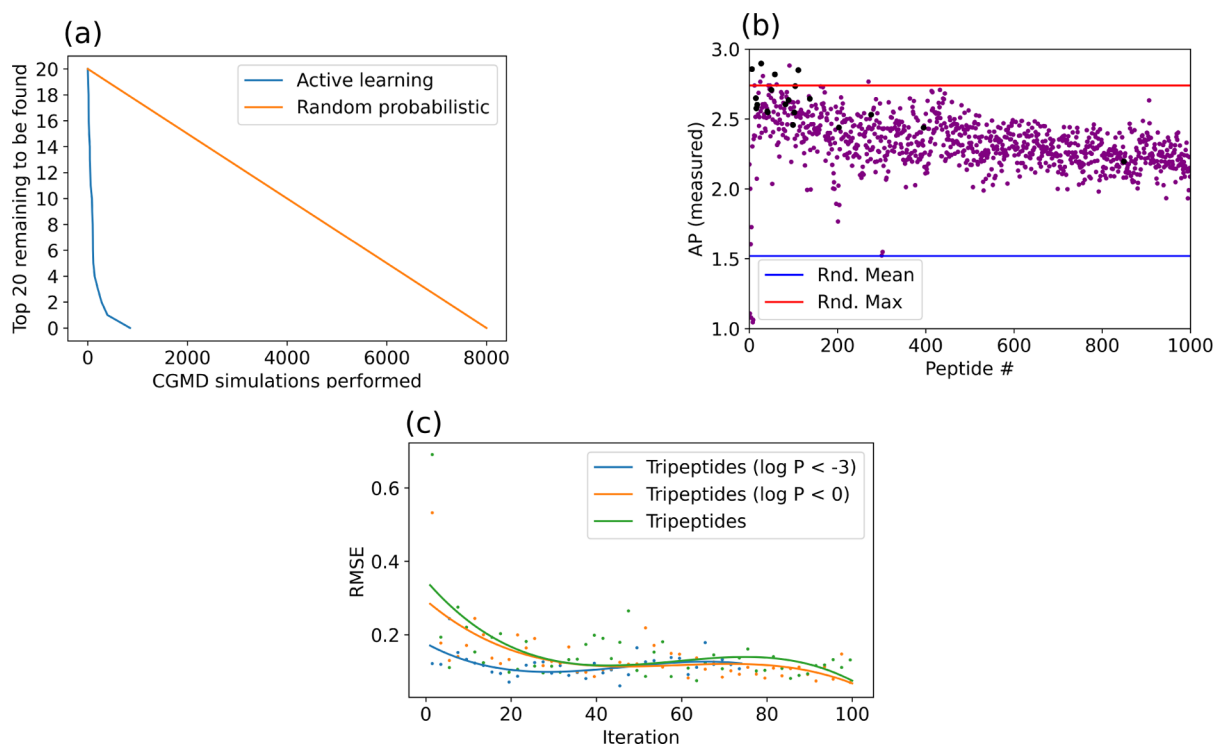 (a)
Top 20 remaining to be found
20
18
16
14
12
10
8
6
4
2
0
Active learning
Random probabilistic
0 2000 4000 6000 8000
CGMD simulations performed
(b)
AP (measured)
3.0
2.5
2.0
1.5
1.0
Rnd. Mean
Rnd. Max
0 200 400 600 800 1000
Peptide #
(c)
RMSE
0.6
0.4
0.2
Tripeptides (log P < -3)
Tripeptides (log P < 0)
Tripeptides
0 20 40 60 80 100
Iteration